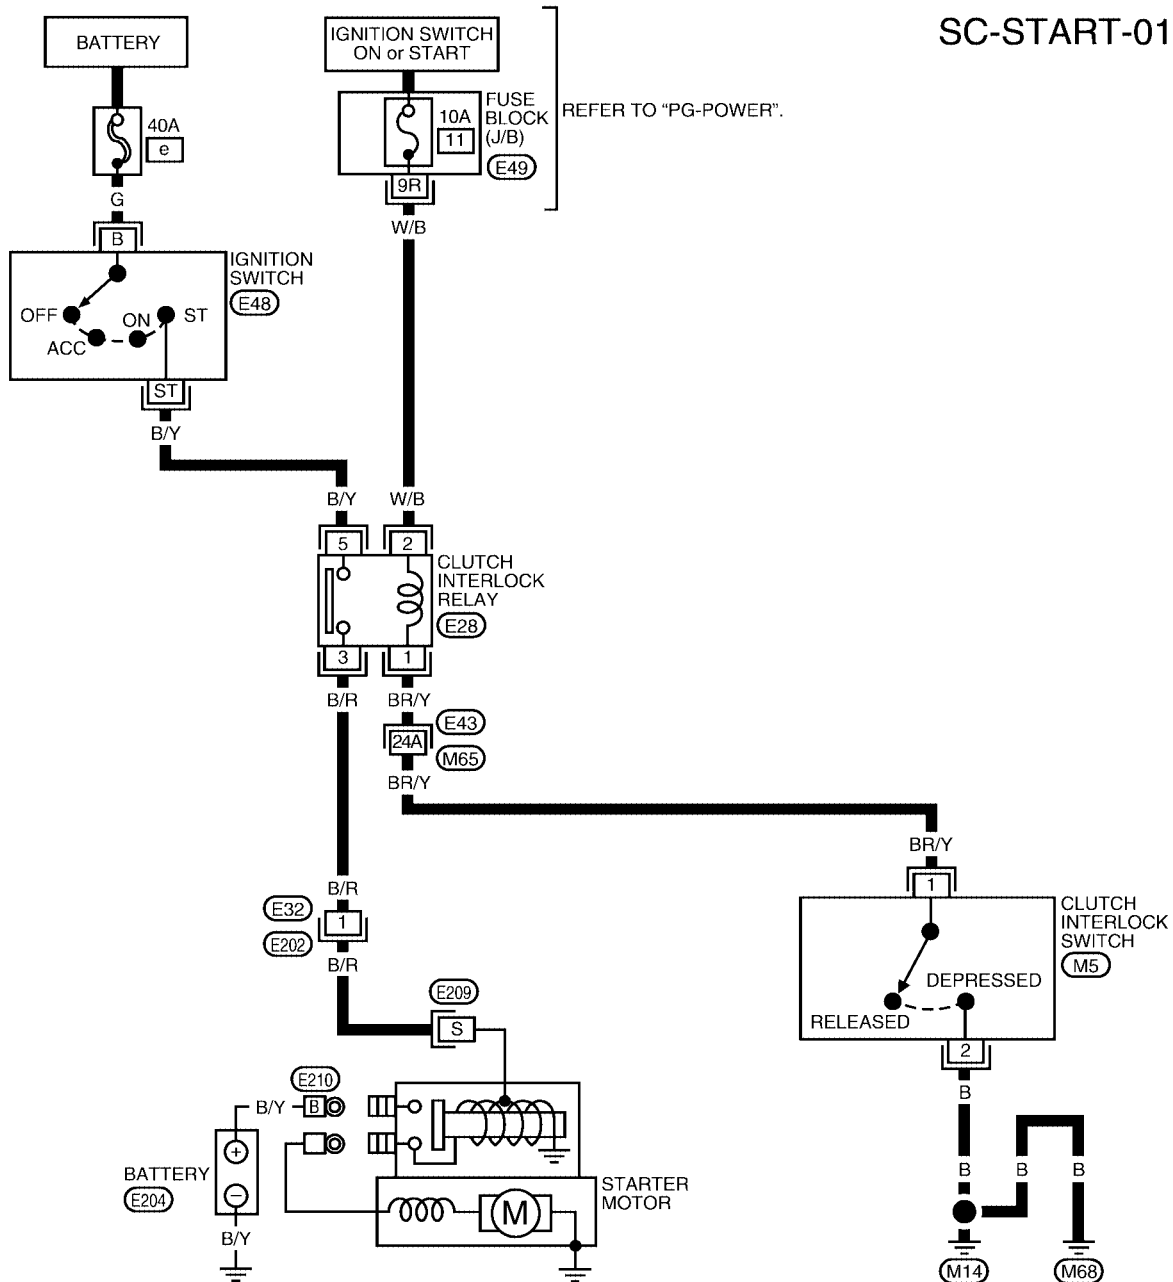 SC-START-01
BATTERY
IGNITION SWITCH
ON or START
40A
e
10A
11
FUSE
BLOCK
(J/B)
E49
REFER TO “PG-POWER”.
9R
G
W/B
B
IGNITION
SWITCH
E48
OFF
ACC
ON
ST
ST
B/Y
B/Y
W/B
5
2
CLUTCH
INTERLOCK
RELAY
E28
3
1
B/R
BR/Y
E43
24A
M65
BR/Y
BR/Y
1
B/R
E32
1
E202
B/R
CLUTCH
INTERLOCK
SWITCH
M5
DEPRESSED
RELEASED
2
E209
S
E210
B/Y
B
B
BATTERY
E204
+
−
B/Y
STARTER
MOTOR
M
B
B
B
M14
M68